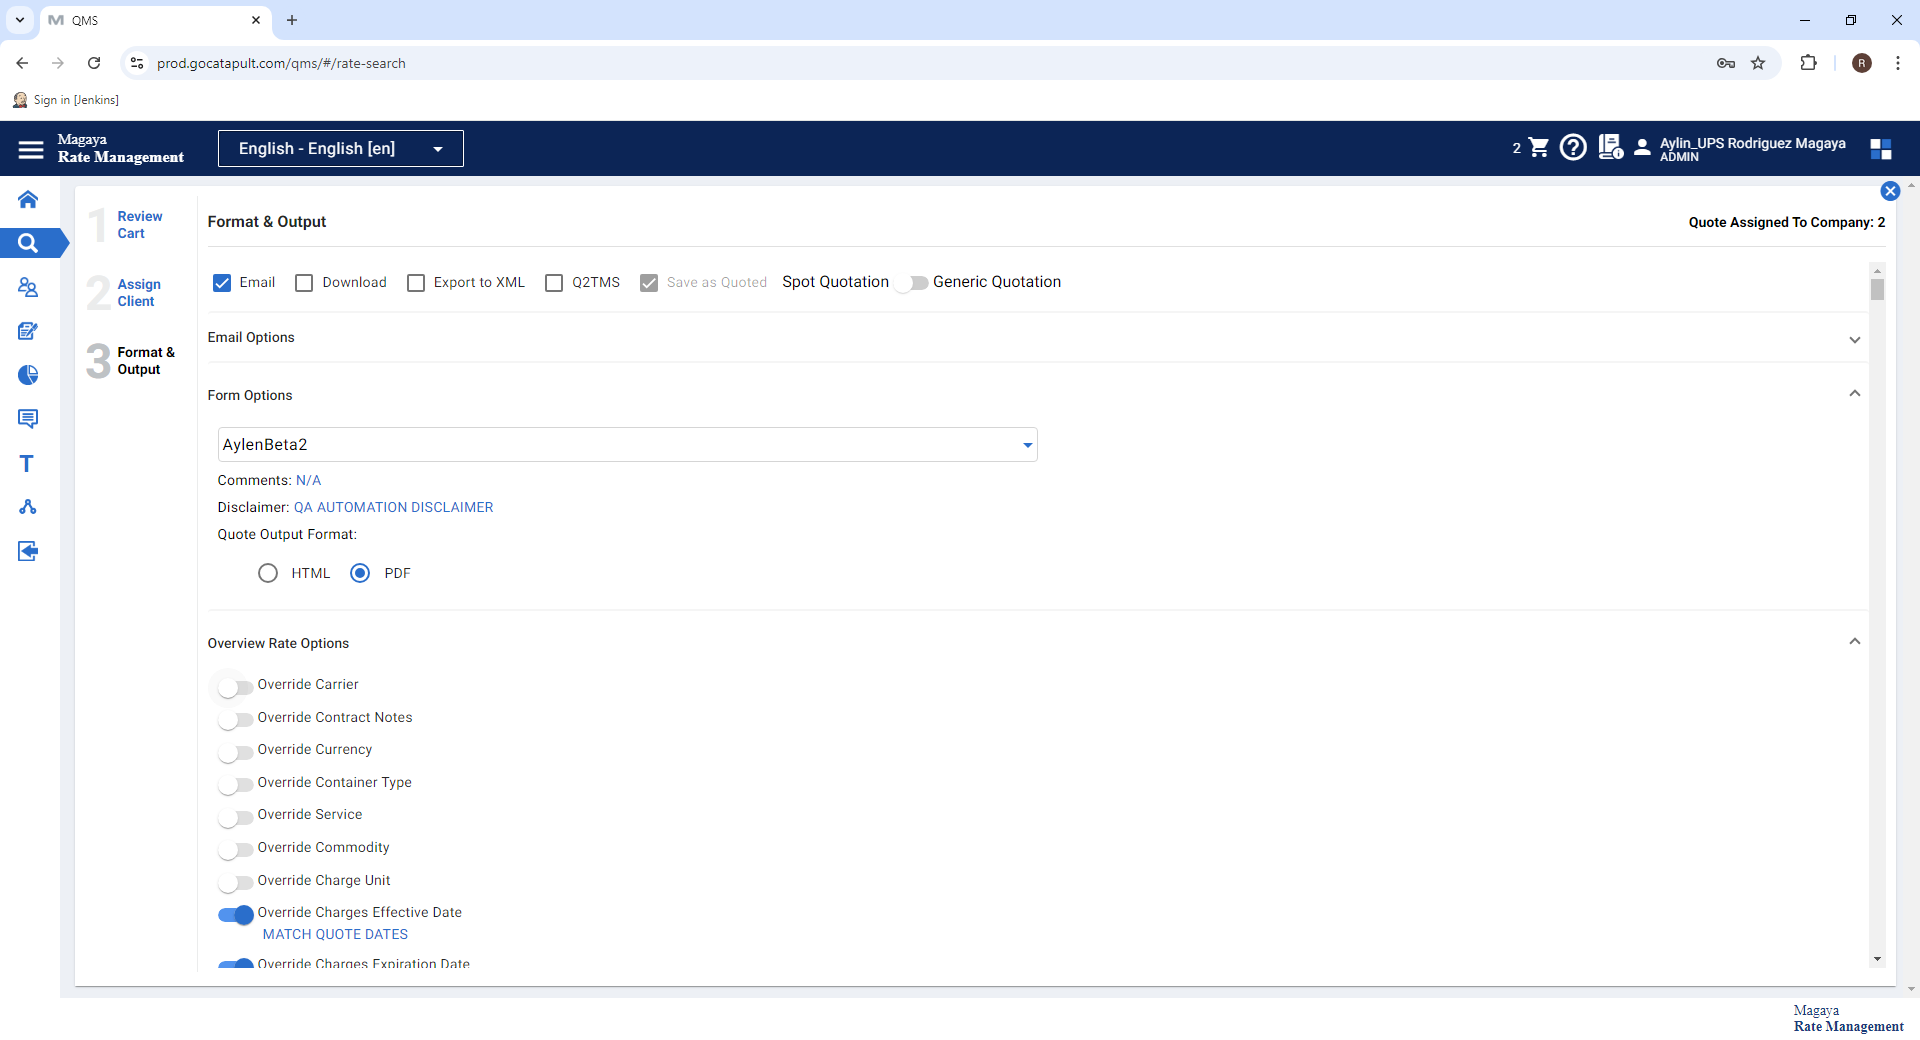 QMS
prod.gocatapult.com/qms/#/rate-search
R
Sign in [Jenkins]
Magaya
Rate Management
English - English [en]
2
Aylin_UPS Rodriguez Magaya
ADMIN
1 Review Cart
2 Assign Client
3 Format & Output
Format & Output
Quote Assigned To Company: 2
Email
Download
Export to XML
Q2TMS
Save as Quoted
Spot Quotation
Generic Quotation
Email Options
Form Options
AylenBeta2
Comments: N/A
Disclaimer: QA AUTOMATION DISCLAIMER
Quote Output Format:
HTML
PDF
Overview Rate Options
Override Carrier
Override Contract Notes
Override Currency
Override Container Type
Override Service
Override Commodity
Override Charge Unit
Override Charges Effective Date
MATCH QUOTE DATES
Override Charges Expiration Date
Magaya
Rate Management